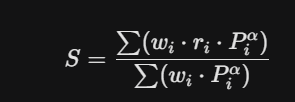 S = ∑(wᵢ · rᵢ · Pᵢ^α) / ∑(wᵢ · Pᵢ^α)